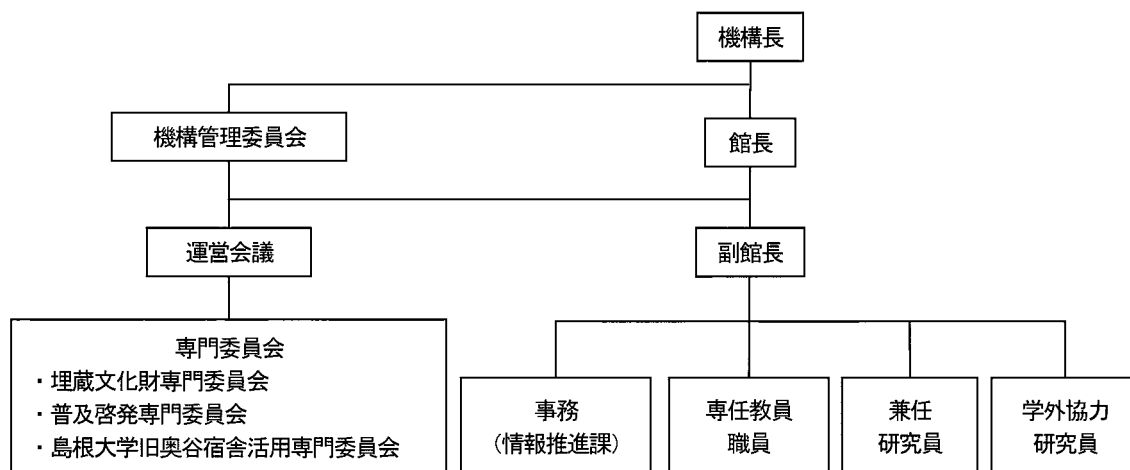 機構長
機構管理委員会
館長
運営会議
副館長
専門委員会
・埋蔵文化財専門委員会
・普及啓発専門委員会
・島根大学旧奥谷宿舎活用専門委員会
事務
(情報推進課)
専任教員
職員
兼任
研究員
学外協力
研究員